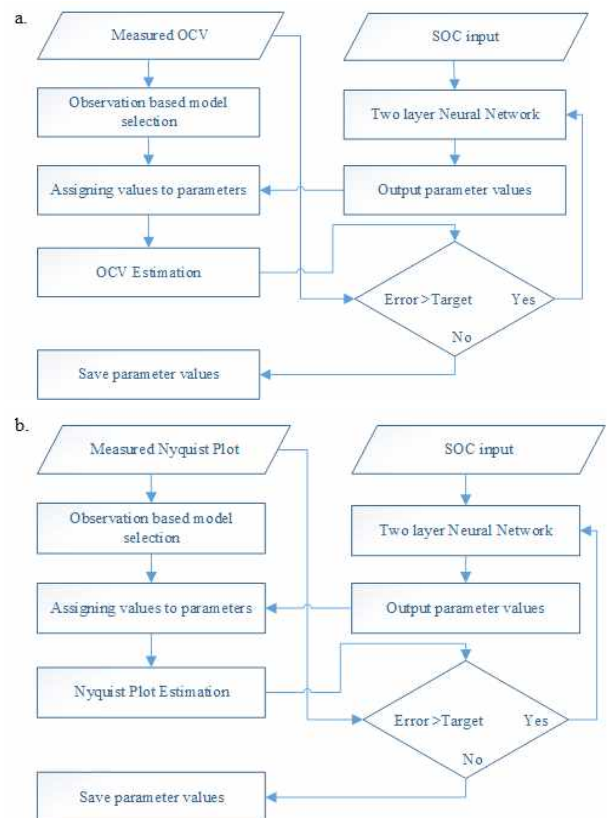 a.
Measured OCV
SOC input
Observation based model
selection
Two layer Neural Network
Assigning values to parameters
Output parameter values
OCV Estimation
Error >Target
Yes
No
Save parameter values
b.
Measured Nyquist Plot
SOC input
Observation based model
selection
Two layer Neural Network
Assigning values to parameters
Output parameter values
Nyquist Plot Estimation
Error >Target
Yes
No
Save parameter values